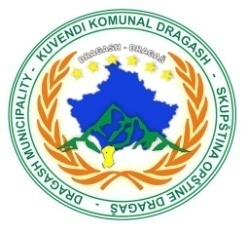 DRAGASH MUNICIPALITY - KUVENDI KOMUNAL DRAGASH - SKUPŠTINA OPŠTINE DRAGAŠ
DRAGASH - DRAGAŠ